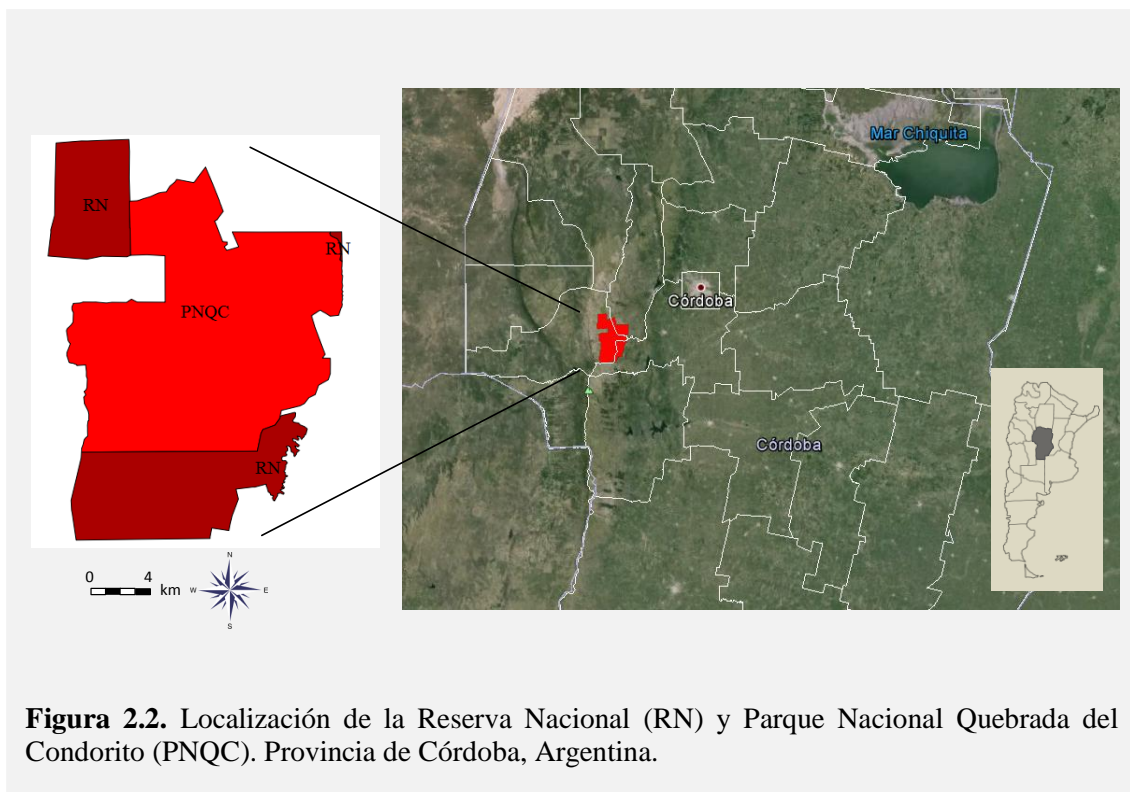 Mar Chiquita
RN
RN
PNQC
Córdoba
Córdoba
RN
N
0 4 km
W E
S
Figura 2.2. Localización de la Reserva Nacional (RN) y Parque Nacional Quebrada del
Condorito (PNQC). Provincia de Córdoba, Argentina.